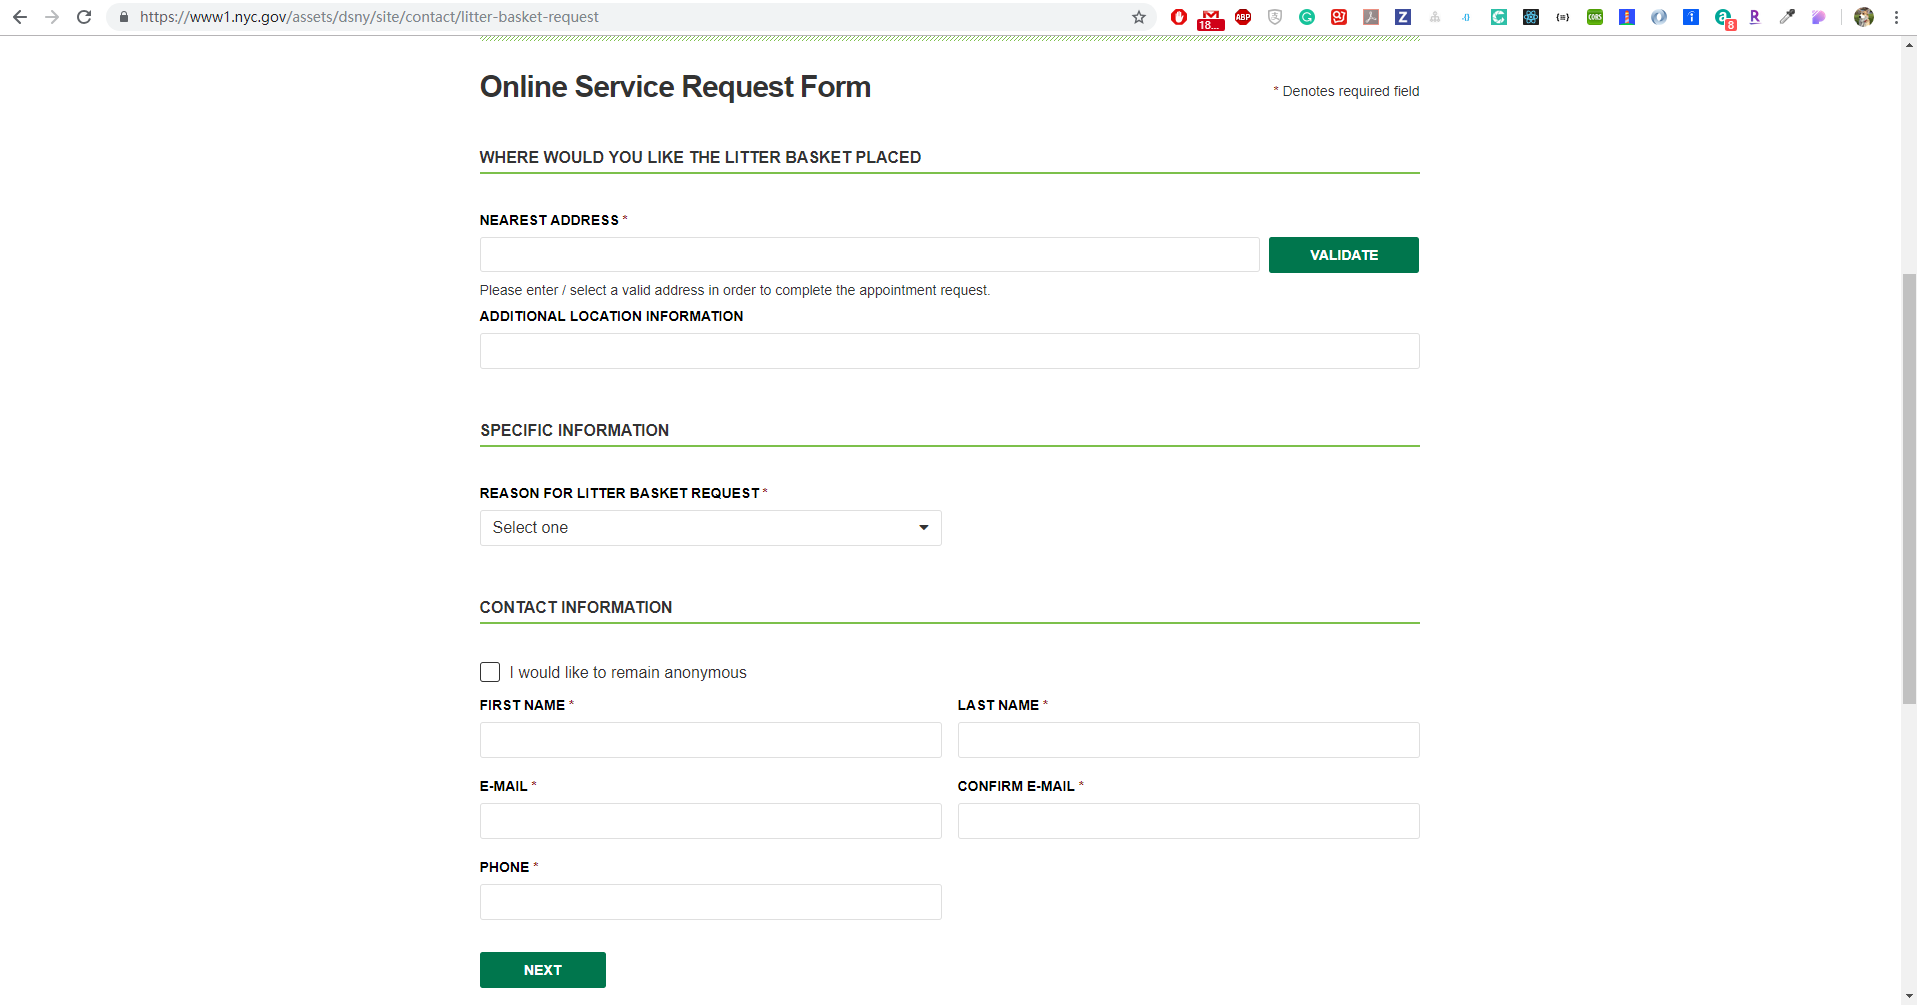 https://www1.nyc.gov/assets/dsny/site/contact/litter-basket-request
18...
ABP
CORS
8
R
Online Service Request Form
* Denotes required field
WHERE WOULD YOU LIKE THE LITTER BASKET PLACED
NEAREST ADDRESS *
VALIDATE
Please enter / select a valid address in order to complete the appointment request.
ADDITIONAL LOCATION INFORMATION
SPECIFIC INFORMATION
REASON FOR LITTER BASKET REQUEST *
Select one
CONTACT INFORMATION
I would like to remain anonymous
FIRST NAME *
LAST NAME *
E-MAIL *
CONFIRM E-MAIL *
PHONE *
NEXT